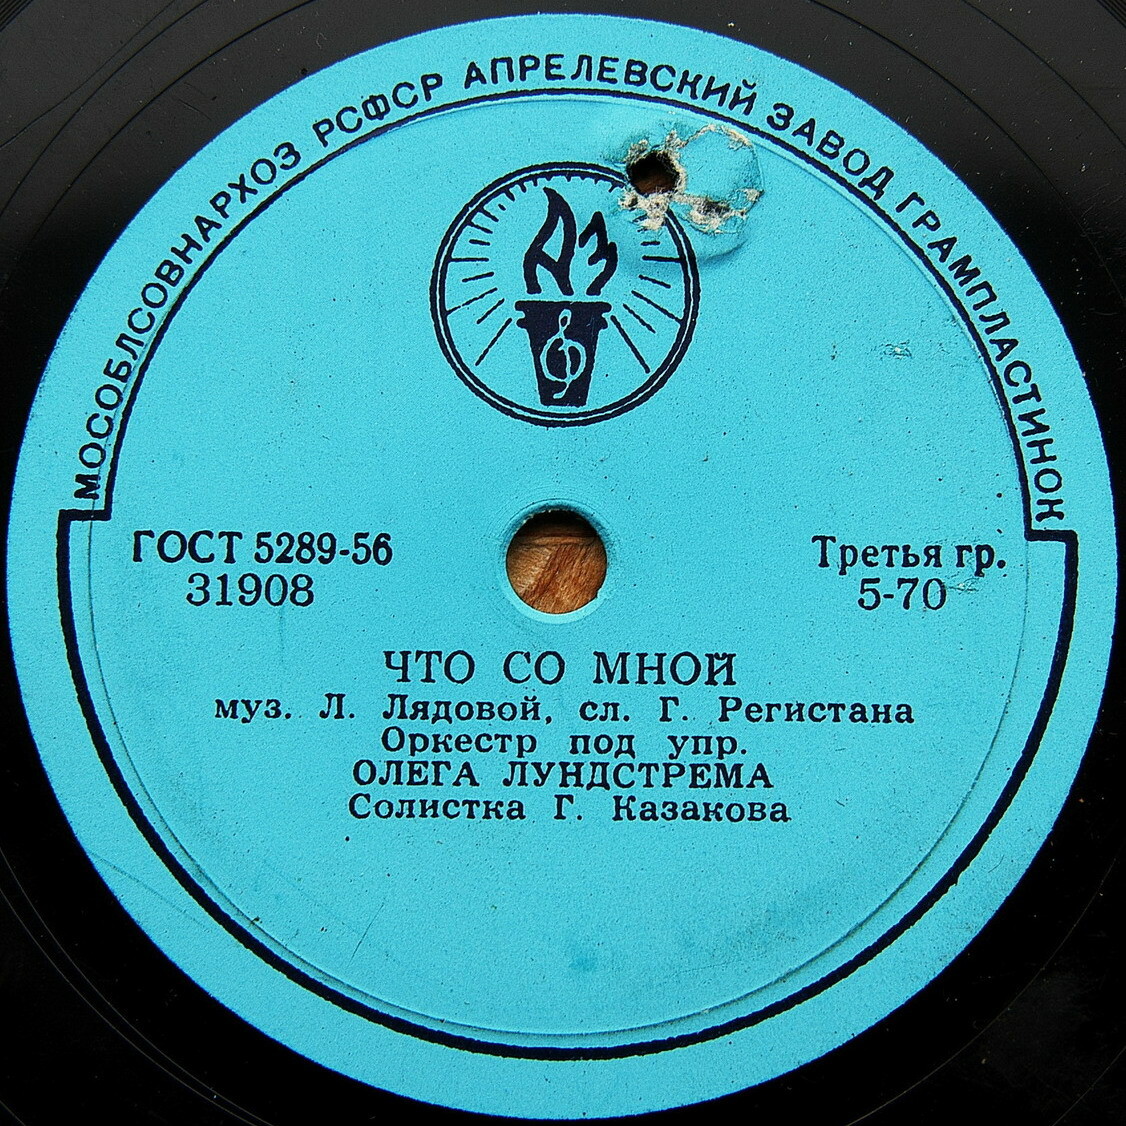 МОСОБЛСОВНАРХОЗ РСФСР АПРЕЛЕВСКИЙ ЗАВОД ГРАМПЛАСТИНОК
АЗ
ГОСТ 5289-56
31908
Третья гр.
5-70
ЧТО СО МНОЙ
муз. Л. Лядовой, сл. Г. Регистана
Оркестр под упр.
ОЛЕГА ЛУНДСТРЕМА
Солистка Г. Казакова